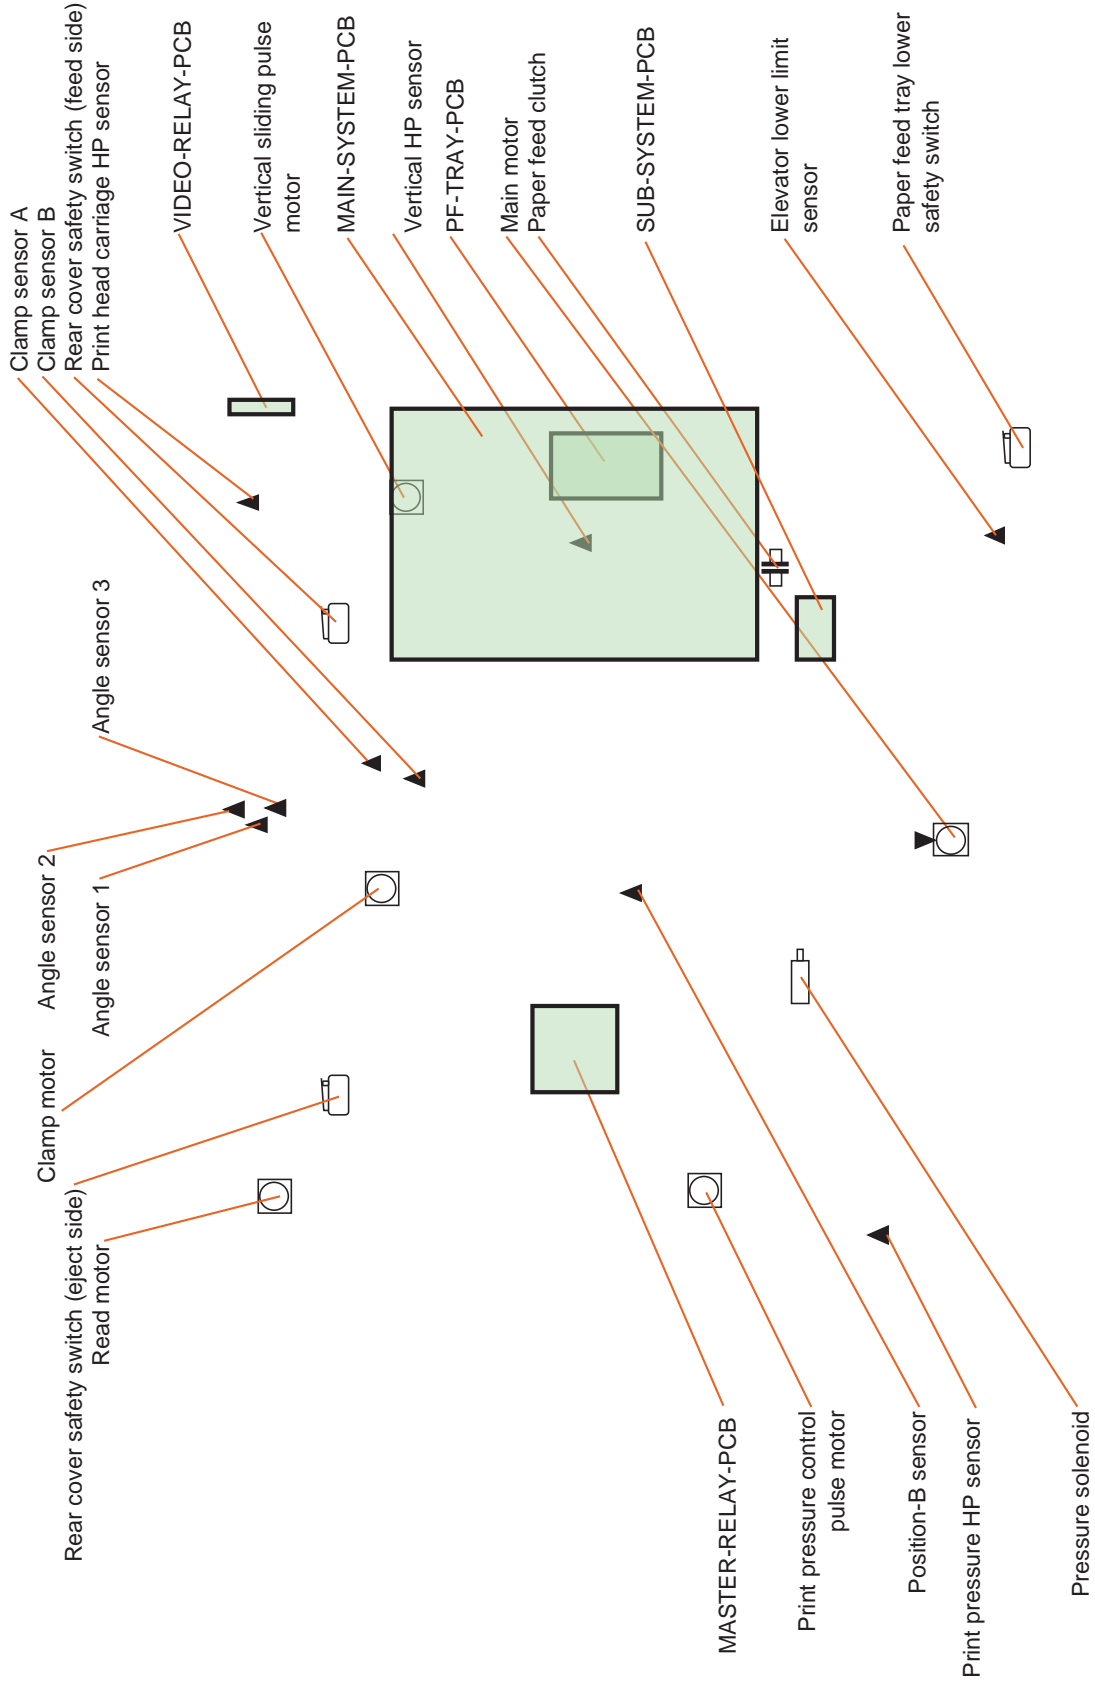 Clamp sensor A
Clamp sensor B
Rear cover safety switch (feed side)
Print head carriage HP sensor
VIDEO-RELAY-PCB
Vertical sliding pulse
motor
MAIN-SYSTEM-PCB
Vertical HP sensor
PF-TRAY-PCB
Main motor
Paper feed clutch
SUB-SYSTEM-PCB
Elevator lower limit
sensor
Paper feed tray lower
safety switch
Angle sensor 3
Angle sensor 2
Angle sensor 1
Clamp motor
Rear cover safety switch (eject side)
Read motor
MASTER-RELAY-PCB
Print pressure control
pulse motor
Position-B sensor
Print pressure HP sensor
Pressure solenoid